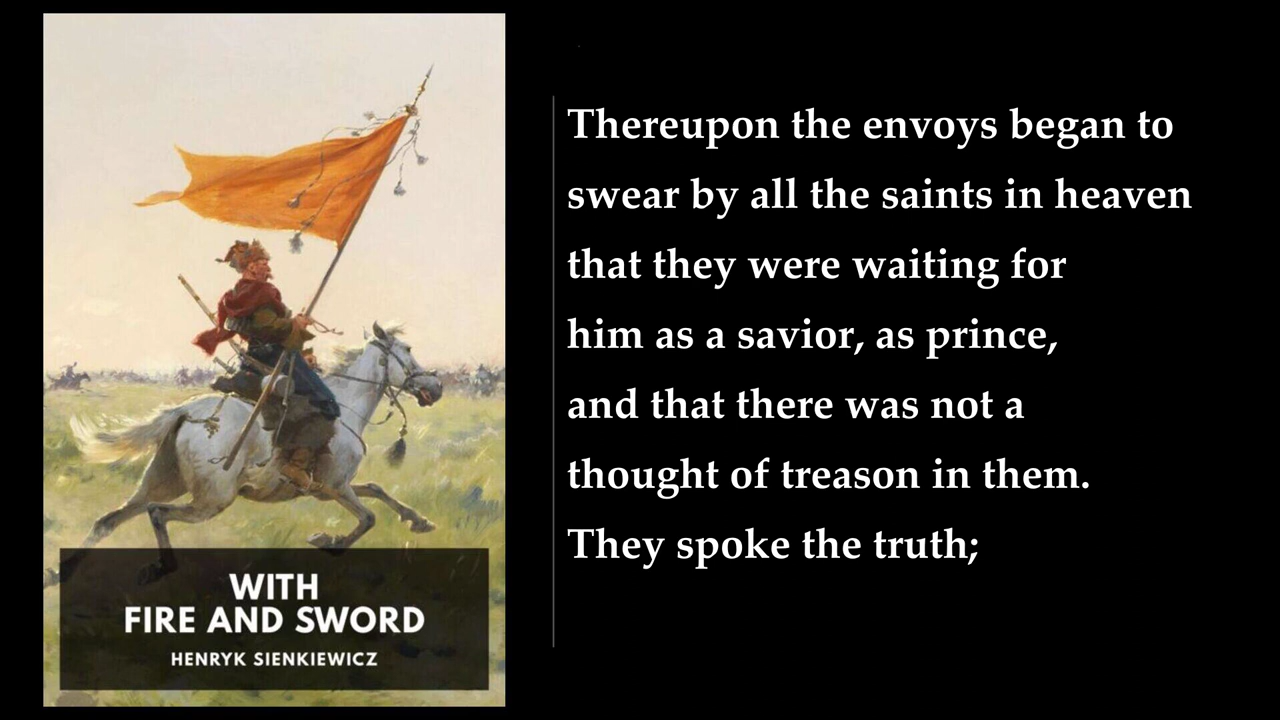 WITH
FIRE AND SWORD
HENRYK SIENKIEWICZ
Thereupon the envoys began to
swear by all the saints in heaven
that they were waiting for
him as a savior, as prince,
and that there was not a
thought of treason in them.
They spoke the truth;